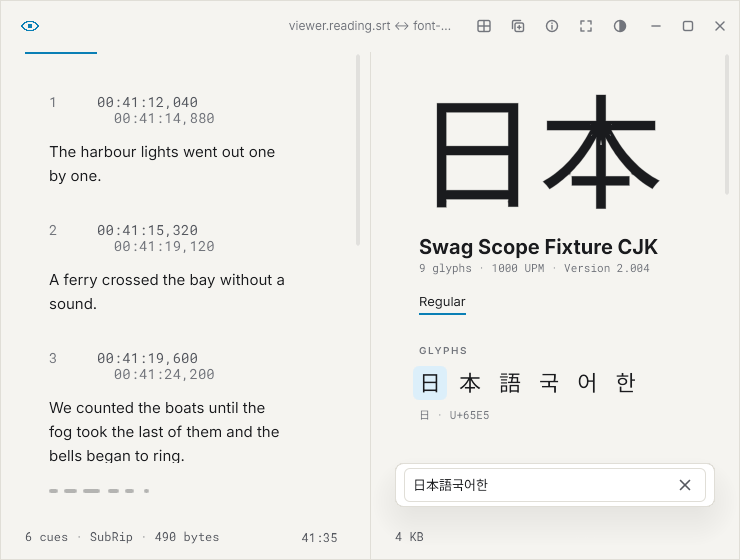 viewer.reading.srt ↔ font-...
1 00:41:12,040
00:41:14,880
The harbour lights went out one
by one.
2 00:41:15,320
00:41:19,120
A ferry crossed the bay without a
sound.
3 00:41:19,600
00:41:24,200
We counted the boats until the
fog took the last of them and the
bells began to ring.
6 cues · SubRip · 490 bytes
41:35
日本
Swag Scope Fixture CJK
9 glyphs · 1000 UPM · Version 2.004
Regular
GLYPHS
日 本 語 국 어 한
日 · U+65E5
日本語국어한
4 KB